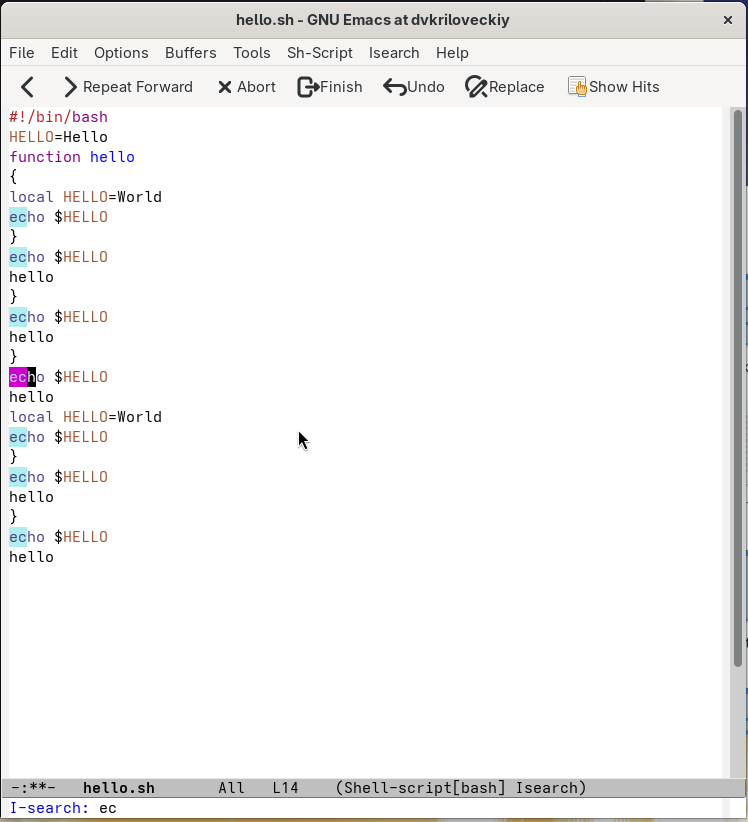 hello.sh - GNU Emacs at dvkriloveckiy
File Edit Options Buffers Tools Sh-Script Isearch Help
Repeat Forward Abort Finish Undo Replace Show Hits
#!/bin/bash
HELLO=Hello
function hello
{
local HELLO=World
echo $HELLO
}
echo $HELLO
hello
}
echo $HELLO
hello
}
echo $HELLO
hello
local HELLO=World
echo $HELLO
}
echo $HELLO
hello
}
echo $HELLO
hello
-:**-   hello.sh       All   L14    (Shell-script[bash] Isearch)
I-search: ec